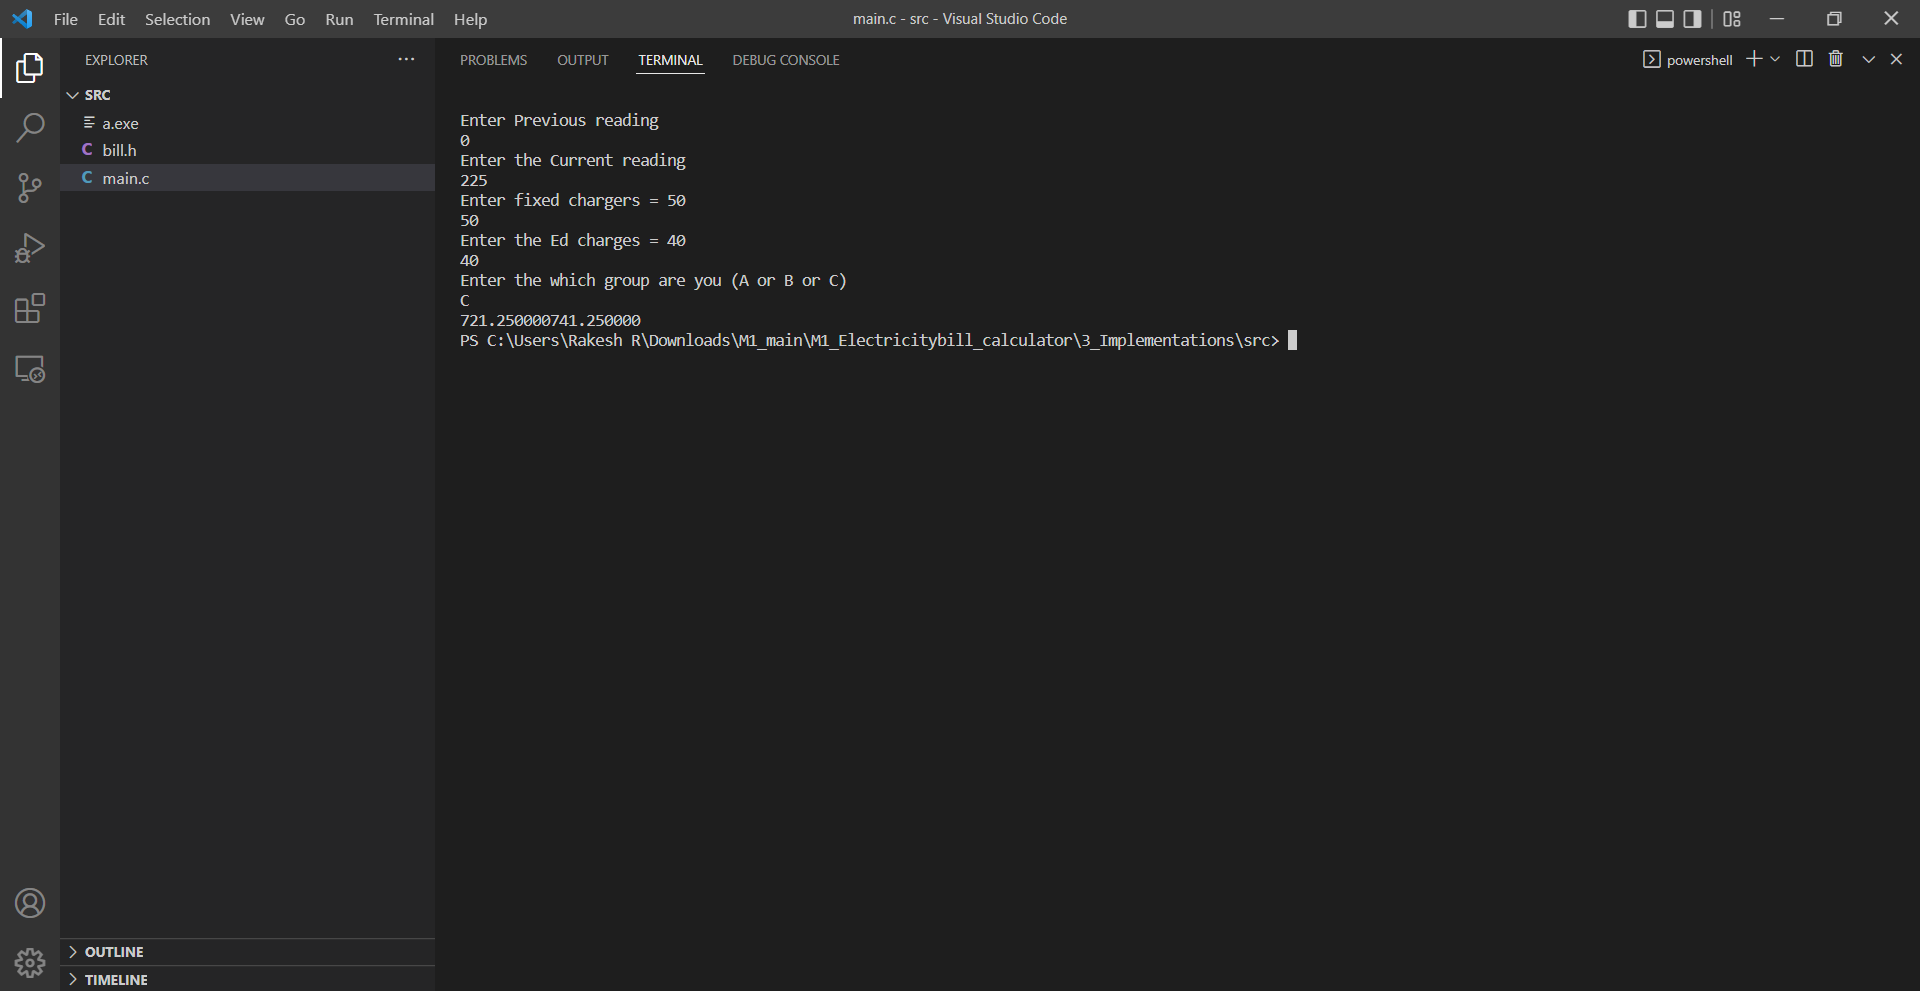 File Edit Selection View Go Run Terminal Help
main.c - src - Visual Studio Code
EXPLORER
SRC
a.exe
C bill.h
C main.c
OUTLINE
TIMELINE
PROBLEMS OUTPUT TERMINAL DEBUG CONSOLE
powershell
Enter Previous reading
0
Enter the Current reading
225
Enter fixed chargers = 50
50
Enter the Ed charges = 40
40
Enter the which group are you (A or B or C)
C
721.250000741.250000
PS C:\Users\Rakesh R\Downloads\M1_main\M1_Electricitybill_calculator\3_Implementations\src>